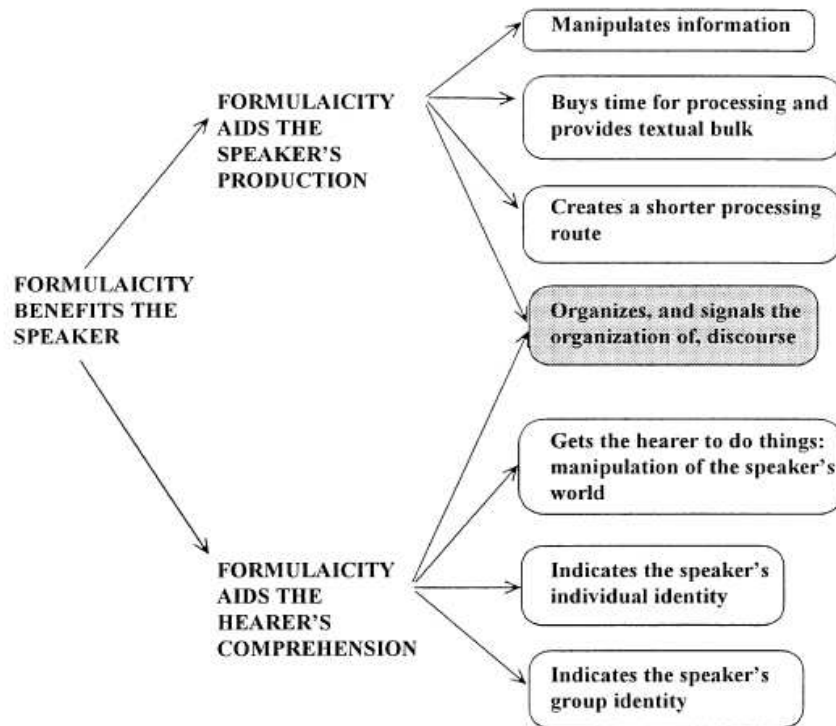 Manipulates information
FORMULAICITY
AIDS THE
SPEAKER'S
PRODUCTION
Buys time for processing and
provides textual bulk
Creates a shorter processing
route
FORMULAICITY
BENEFITS THE
SPEAKER
Organizes, and signals the
organization of, discourse
Gets the hearer to do things:
manipulation of the speaker's
world
FORMULAICITY
AIDS THE
HEARER'S
COMPREHENSION
Indicates the speaker's
individual identity
Indicates the speaker's
group identity